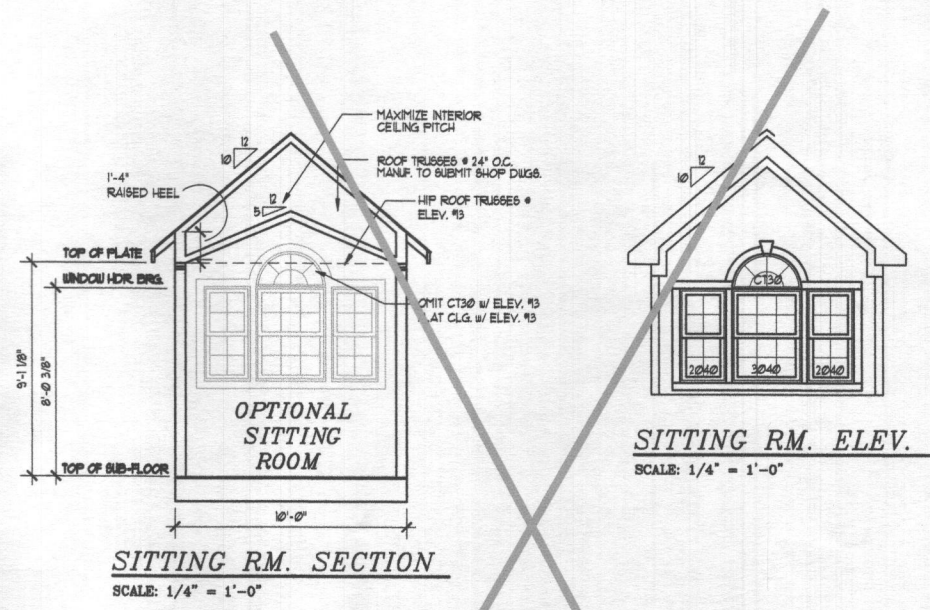 MAXIMIZE INTERIOR
CEILING PITCH
12
10
ROOF TRUSSES @ 24" O.C.
MANUF. TO SUBMIT SHOP DWGS.
1'-4"
RAISED HEEL
12
5
HIP ROOF TRUSSES @
ELEV. #3
TOP OF PLATE
WINDOW HDR. BRG.
OMIT CT30 w/ ELEV. #3
FLAT CLG. w/ ELEV. #3
9'-1 1/8"
8'-0 3/8"
OPTIONAL
SITTING
ROOM
TOP OF SUB-FLOOR
10'-0"
SITTING RM. SECTION
SCALE: 1/4" = 1'-0"
12
10
CT30
2040
3040
2040
SITTING RM. ELEV.
SCALE: 1/4" = 1'-0"